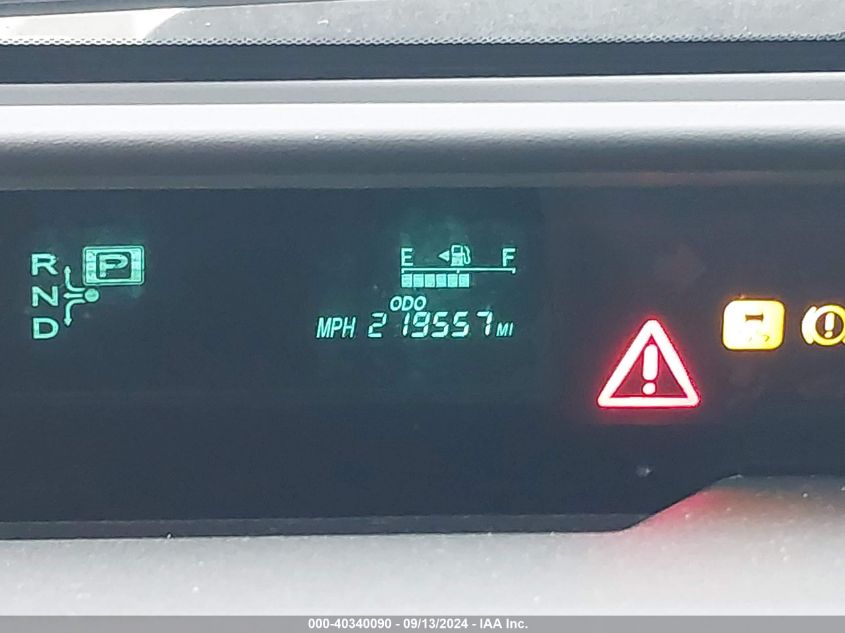 E F
R P
N
D
ODO
MPH 219557 MI
000-40340090 - 09/13/2024 - IAA Inc.